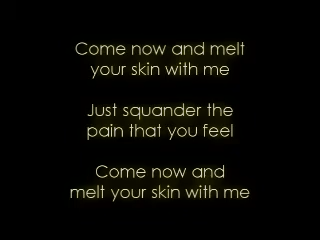 Come now and melt
your skin with me
Just squander the
pain that you feel
Come now and
melt your skin with me